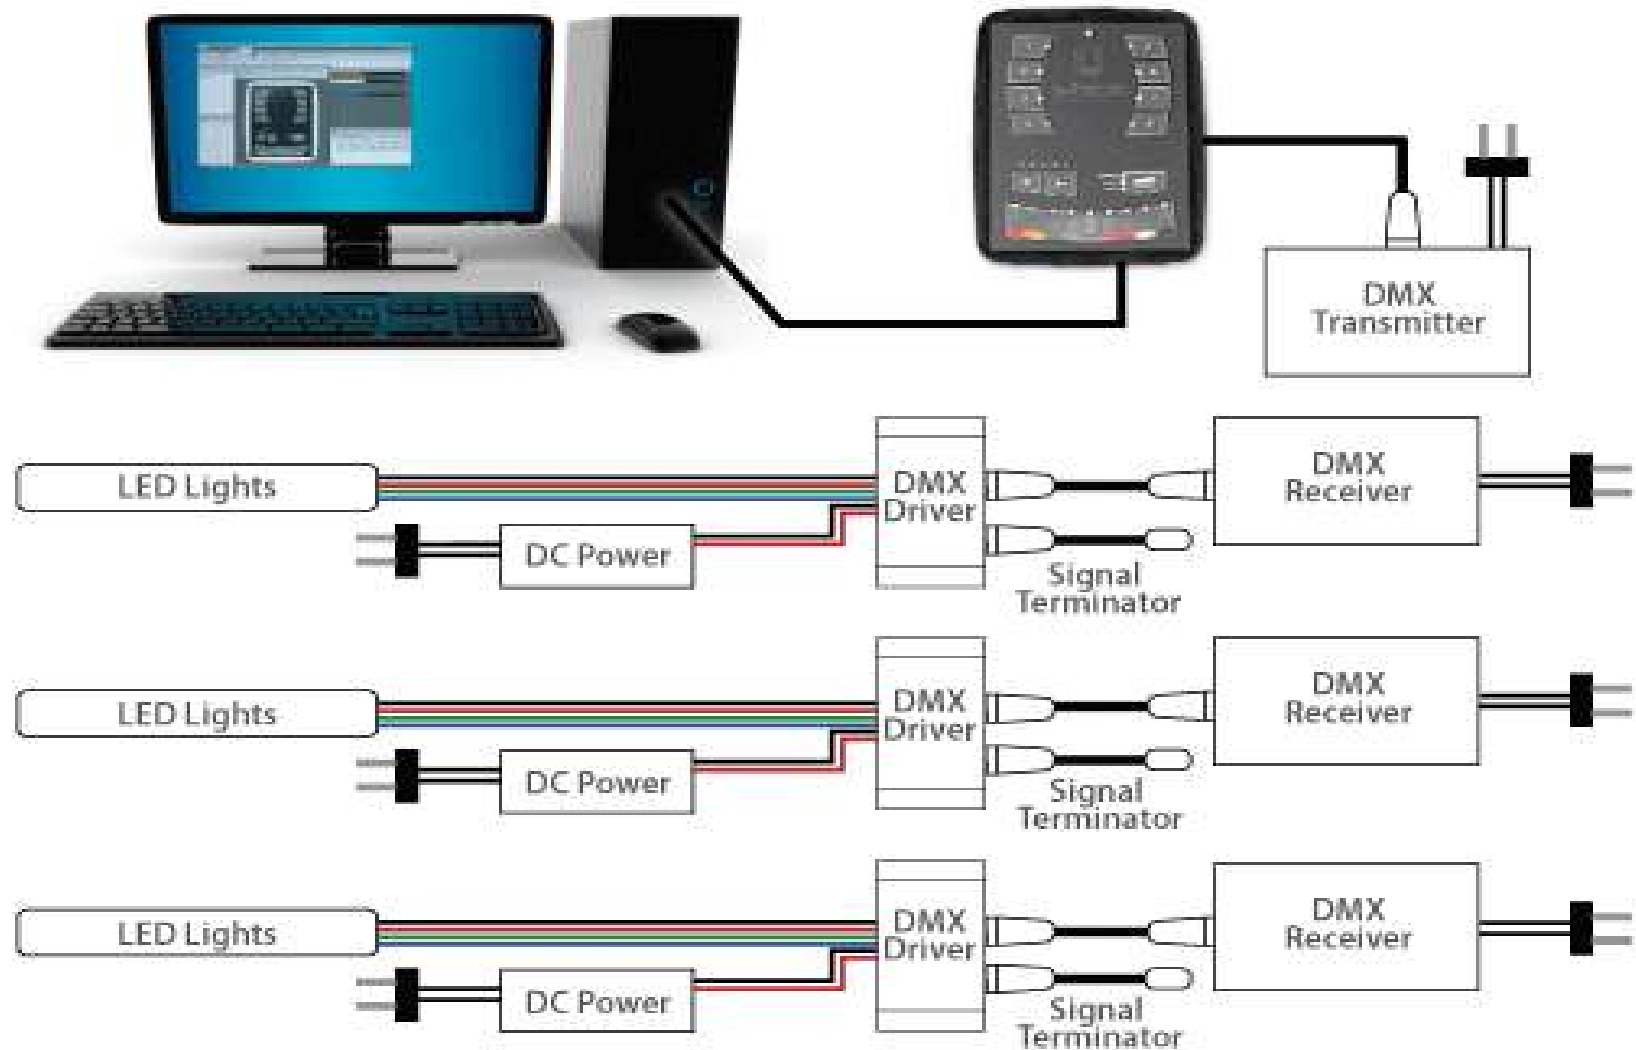 DMX
Transmitter
LED Lights
DMX
Driver
DMX
Receiver
DC Power
Signal
Terminator
LED Lights
DMX
Driver
DMX
Receiver
DC Power
Signal
Terminator
LED Lights
DMX
Driver
DMX
Receiver
DC Power
Signal
Terminator